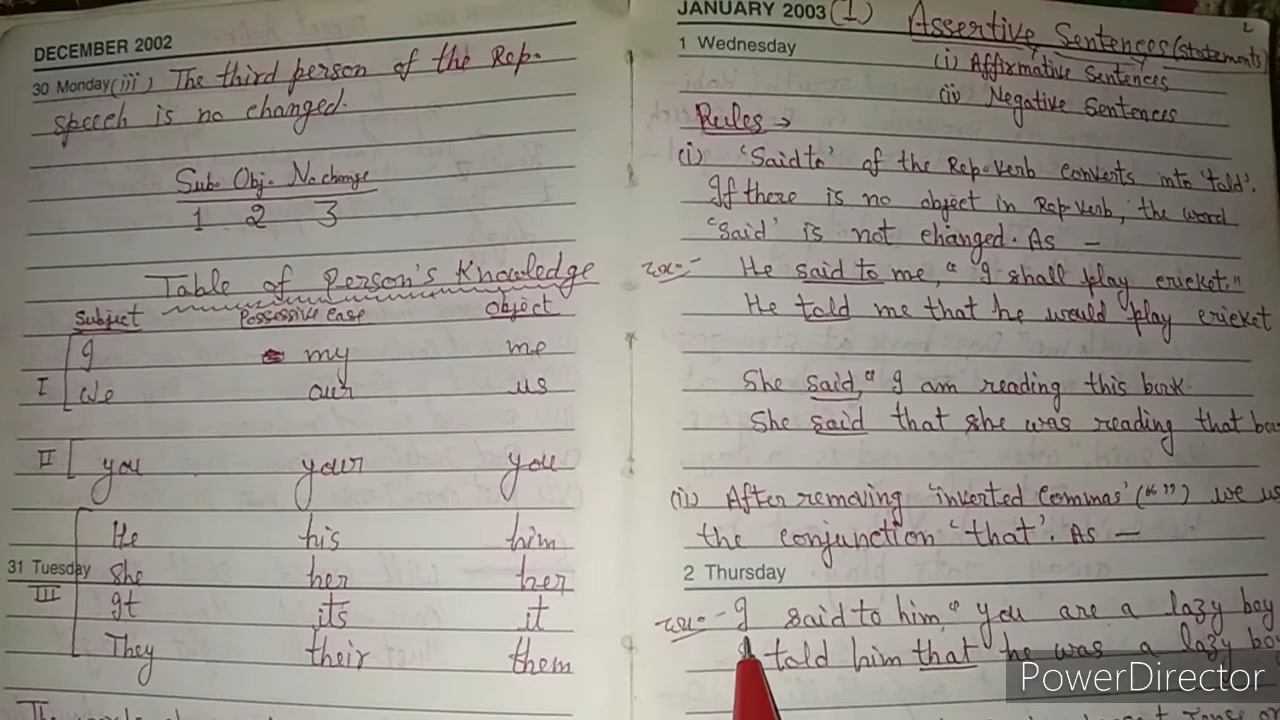 DECEMBER 2002
30 Monday (iii) The third person of the Rep.
speech is no changed.
Sub. Obj. No change
1 2 3
Table of Person's Knowledge
Subject Possessive case Object
I my me
I We our us
II you your you
He his him
31 Tuesday She her her
III It its it
They their them
JANUARY 2003 (1) Assertive Sentences (Statements) 2
1 Wednesday (i) Affirmative Sentences
(ii) Negative Sentences
Rules →
(i) 'Said to' of the Rep. verb converts into 'told'.
If there is no object in Rep. verb, the word
'said' is not changed. As —
Ex:- He said to me, "I shall play cricket."
He told me that he would play cricket
She said, "I am reading this book.
She said that she was reading that
(ii) After removing 'inverted commas' (" ") we
the conjunction 'that'. As —
2 Thursday
Ex:- I said to him, "you are a lazy boy
I told him that he was a lazy
PowerDirector